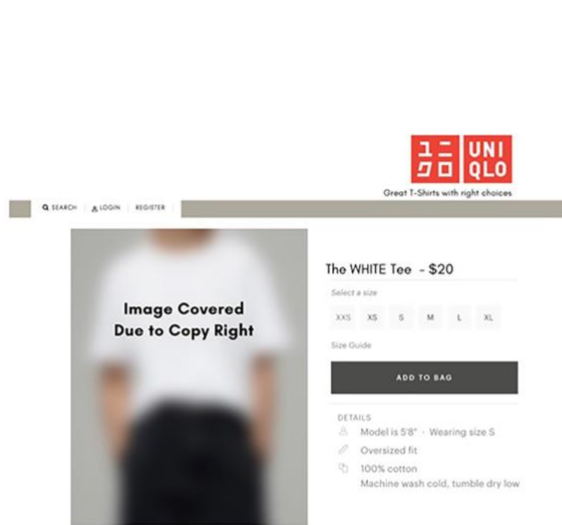 ユニ UNI
クロ QLO
Great T-Shirts with right choices
SEARCH LOGIN REGISTER
Image Covered
Due to Copy Right
The WHITE Tee - $20
Select a size
XXS XS S M L XL
Size Guide
ADD TO BAG
DETAILS
Model is 5'8" · Wearing size S
Oversized fit
100% cotton
Machine wash cold, tumble dry low